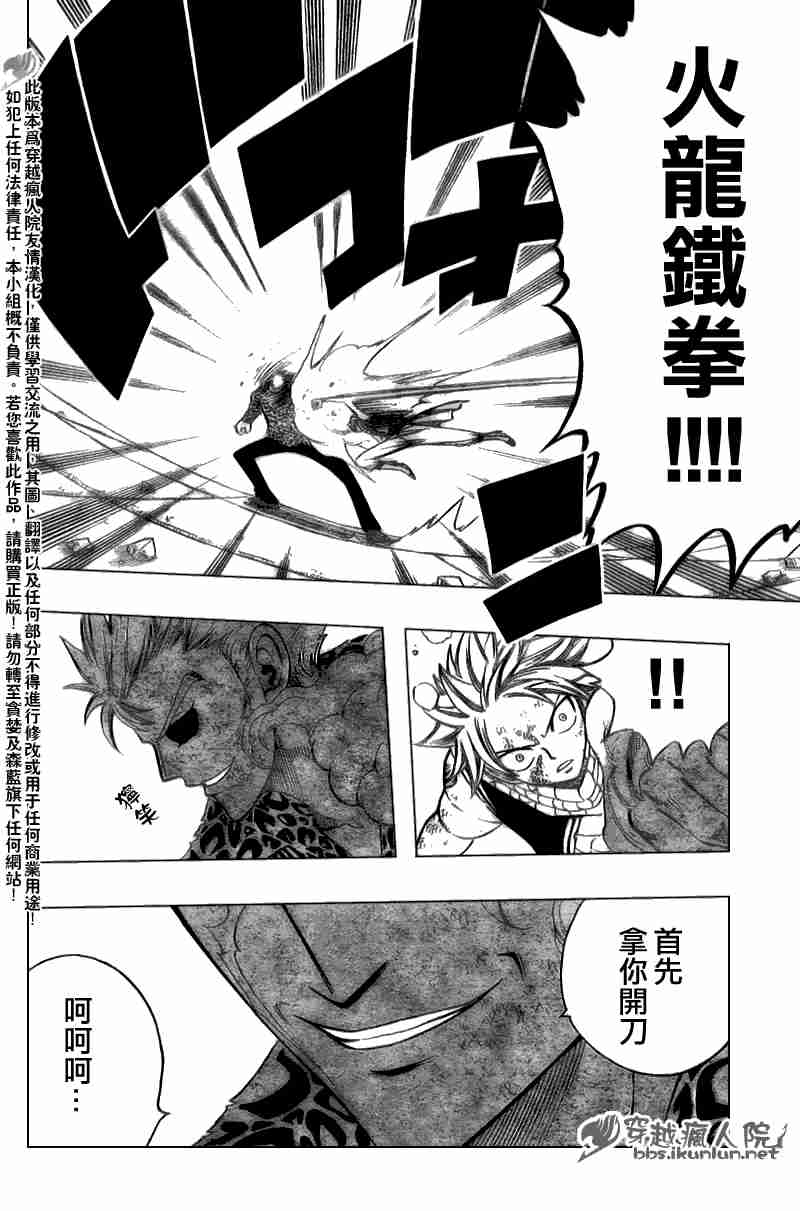 火龍鐵拳!!!!
!!
獰笑
首先
拿你開刀
呵呵呵…
此版本爲穿越瘋人院友情漢化,僅供學習交流之用,其圖,翻譯以及任何部分不得進行修改或用于任何商業用途!
如犯上任何法律責任,本小組概不負責。若您喜歡此作品,請購買正版!請勿轉至貪婪及森藍旗下任何網站!
穿越瘋人院
bbs.ikunlun.net